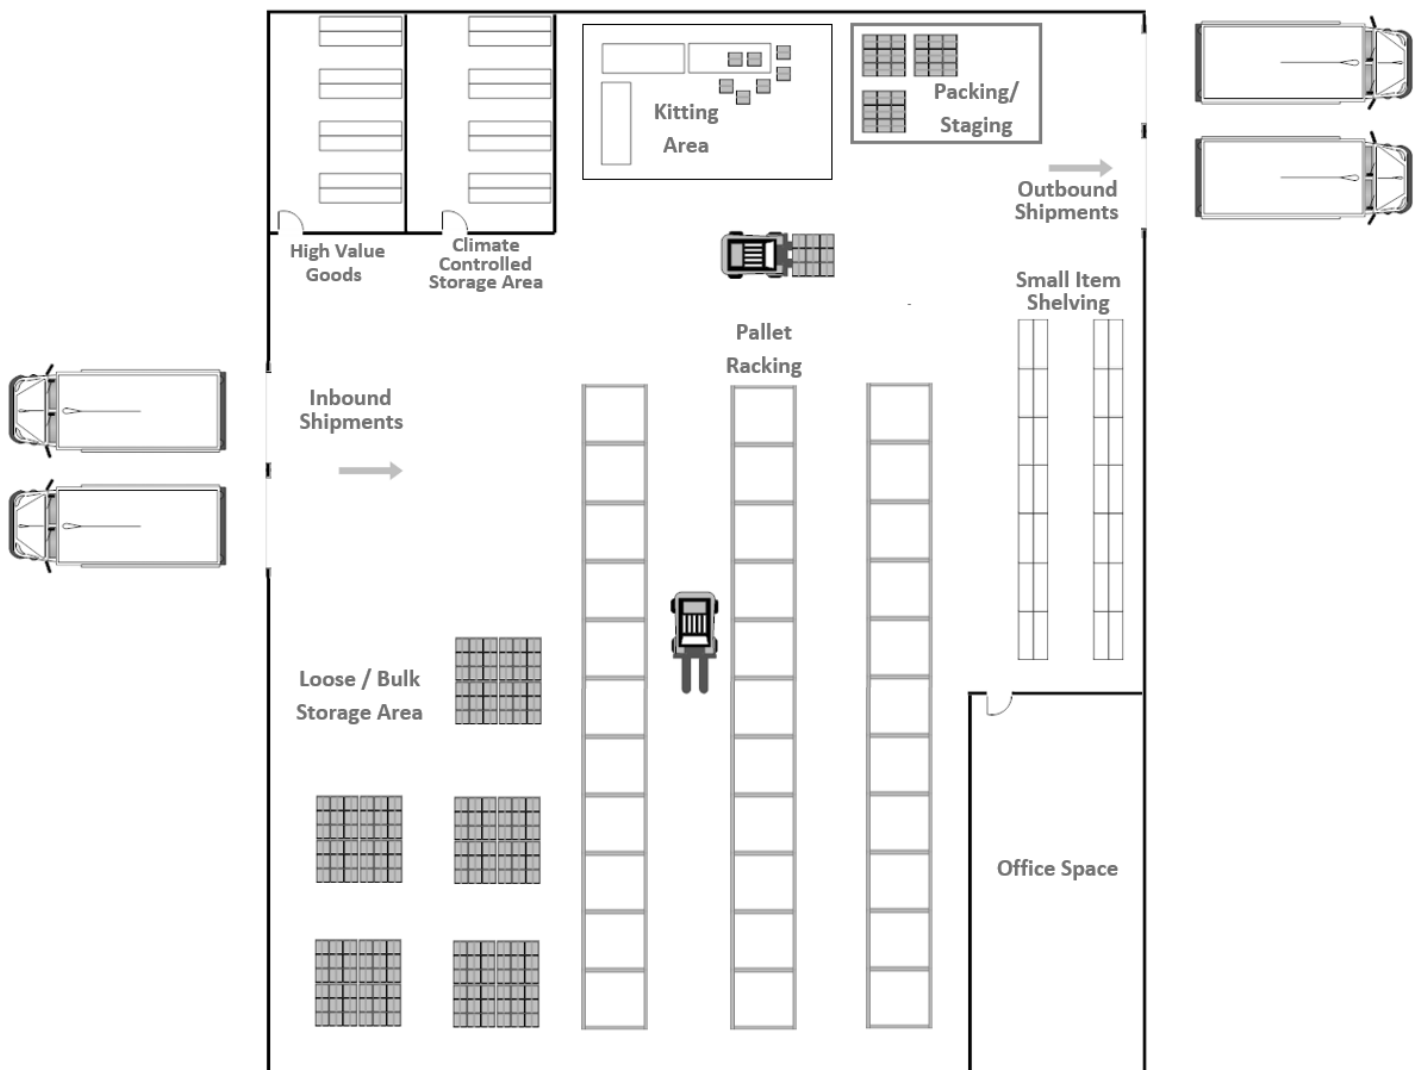 Kitting
Area
Packing/
Staging
Outbound
Shipments
High Value
Goods
Climate
Controlled
Storage Area
Small Item
Shelving
Pallet
Racking
Inbound
Shipments
Loose / Bulk
Storage Area
Office Space